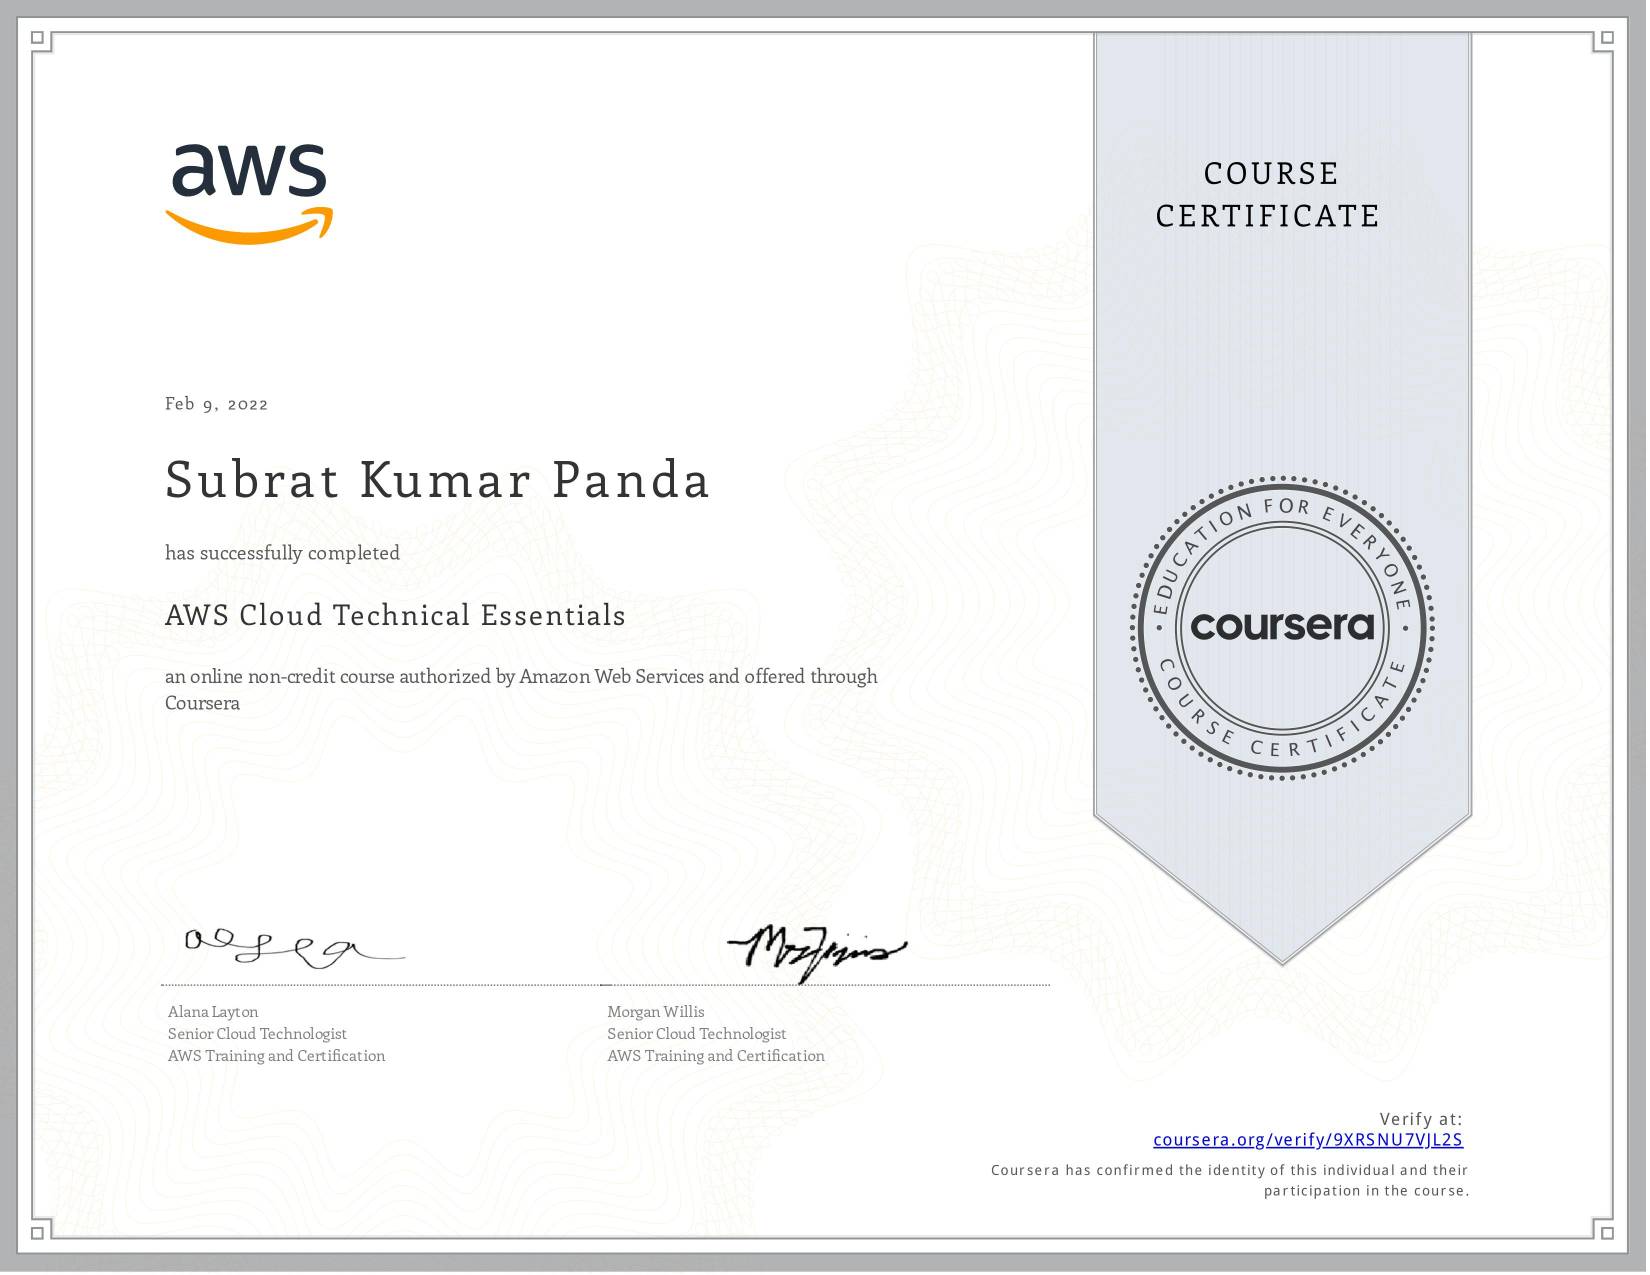 aws
COURSE
CERTIFICATE
Feb 9, 2022
Subrat Kumar Panda
has successfully completed
AWS Cloud Technical Essentials
an online non-credit course authorized by Amazon Web Services and offered through
Coursera
EDUCATION FOR EVERYONE
coursera
COURSE CERTIFICATE
Alana Layton
Senior Cloud Technologist
AWS Training and Certification
Morgan Willis
Senior Cloud Technologist
AWS Training and Certification
Verify at:
coursera.org/verify/9XRSNU7VJL2S
Coursera has confirmed the identity of this individual and their
participation in the course.